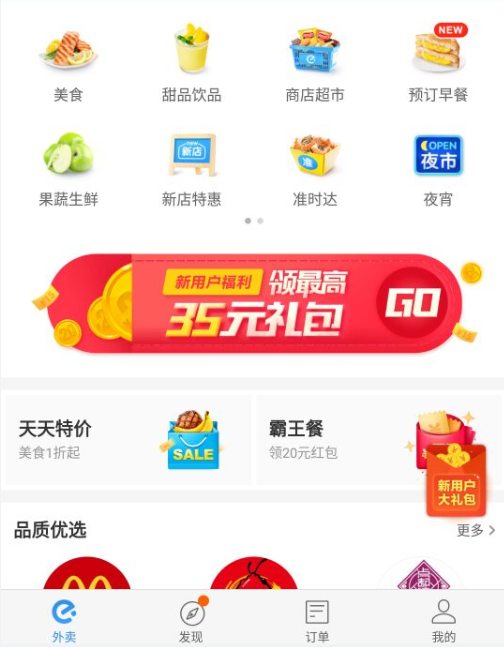 NEW
美食
甜品饮品
商店超市
预订早餐
new
新店
准
OPEN
夜市
果蔬生鲜
新店特惠
准时达
夜宵
新用户福利
领最高
35元礼包
GO
天天特价
美食1折起
SALE
霸王餐
领20元红包
新用户
大礼包
品质优选
更多
外卖
发现
订单
我的